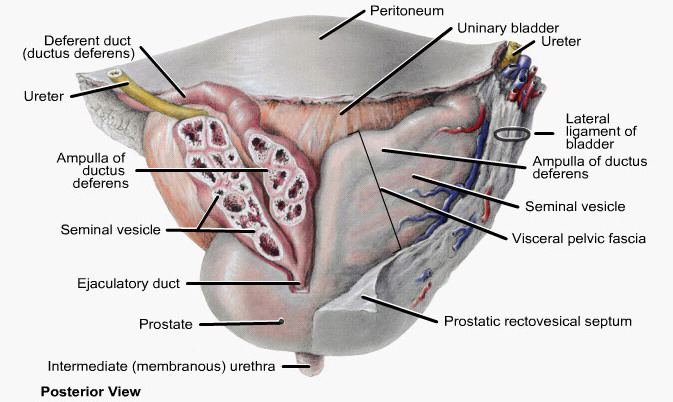 Peritoneum
Uninary bladder
Ureter
Deferent duct
(ductus deferens)
Ureter
Lateral
ligament of
bladder
Ampulla of
ductus
deferens
Ampulla of ductus
deferens
Seminal vesicle
Seminal vesicle
Visceral pelvic fascia
Ejaculatory duct
Prostate
Prostatic rectovesical septum
Intermediate (membranous) urethra
Posterior View